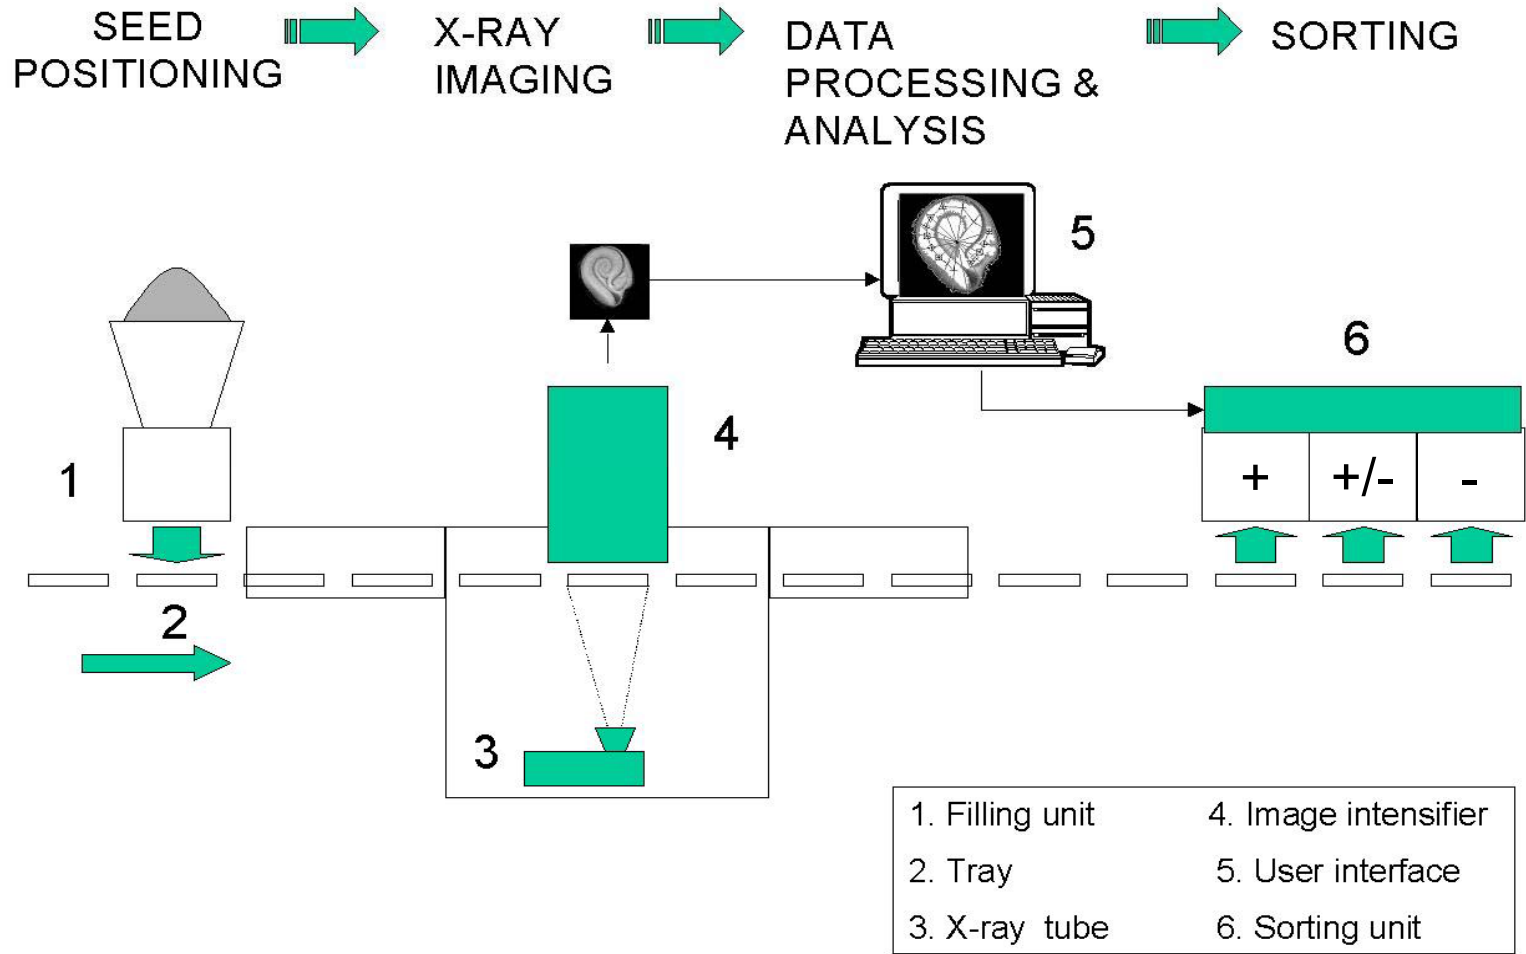 SEED
POSITIONING
X-RAY
IMAGING
DATA
PROCESSING &
ANALYSIS
SORTING
5
6
4
1
+
+/-
-
2
3
1. Filling unit
2. Tray
3. X-ray tube
4. Image intensifier
5. User interface
6. Sorting unit